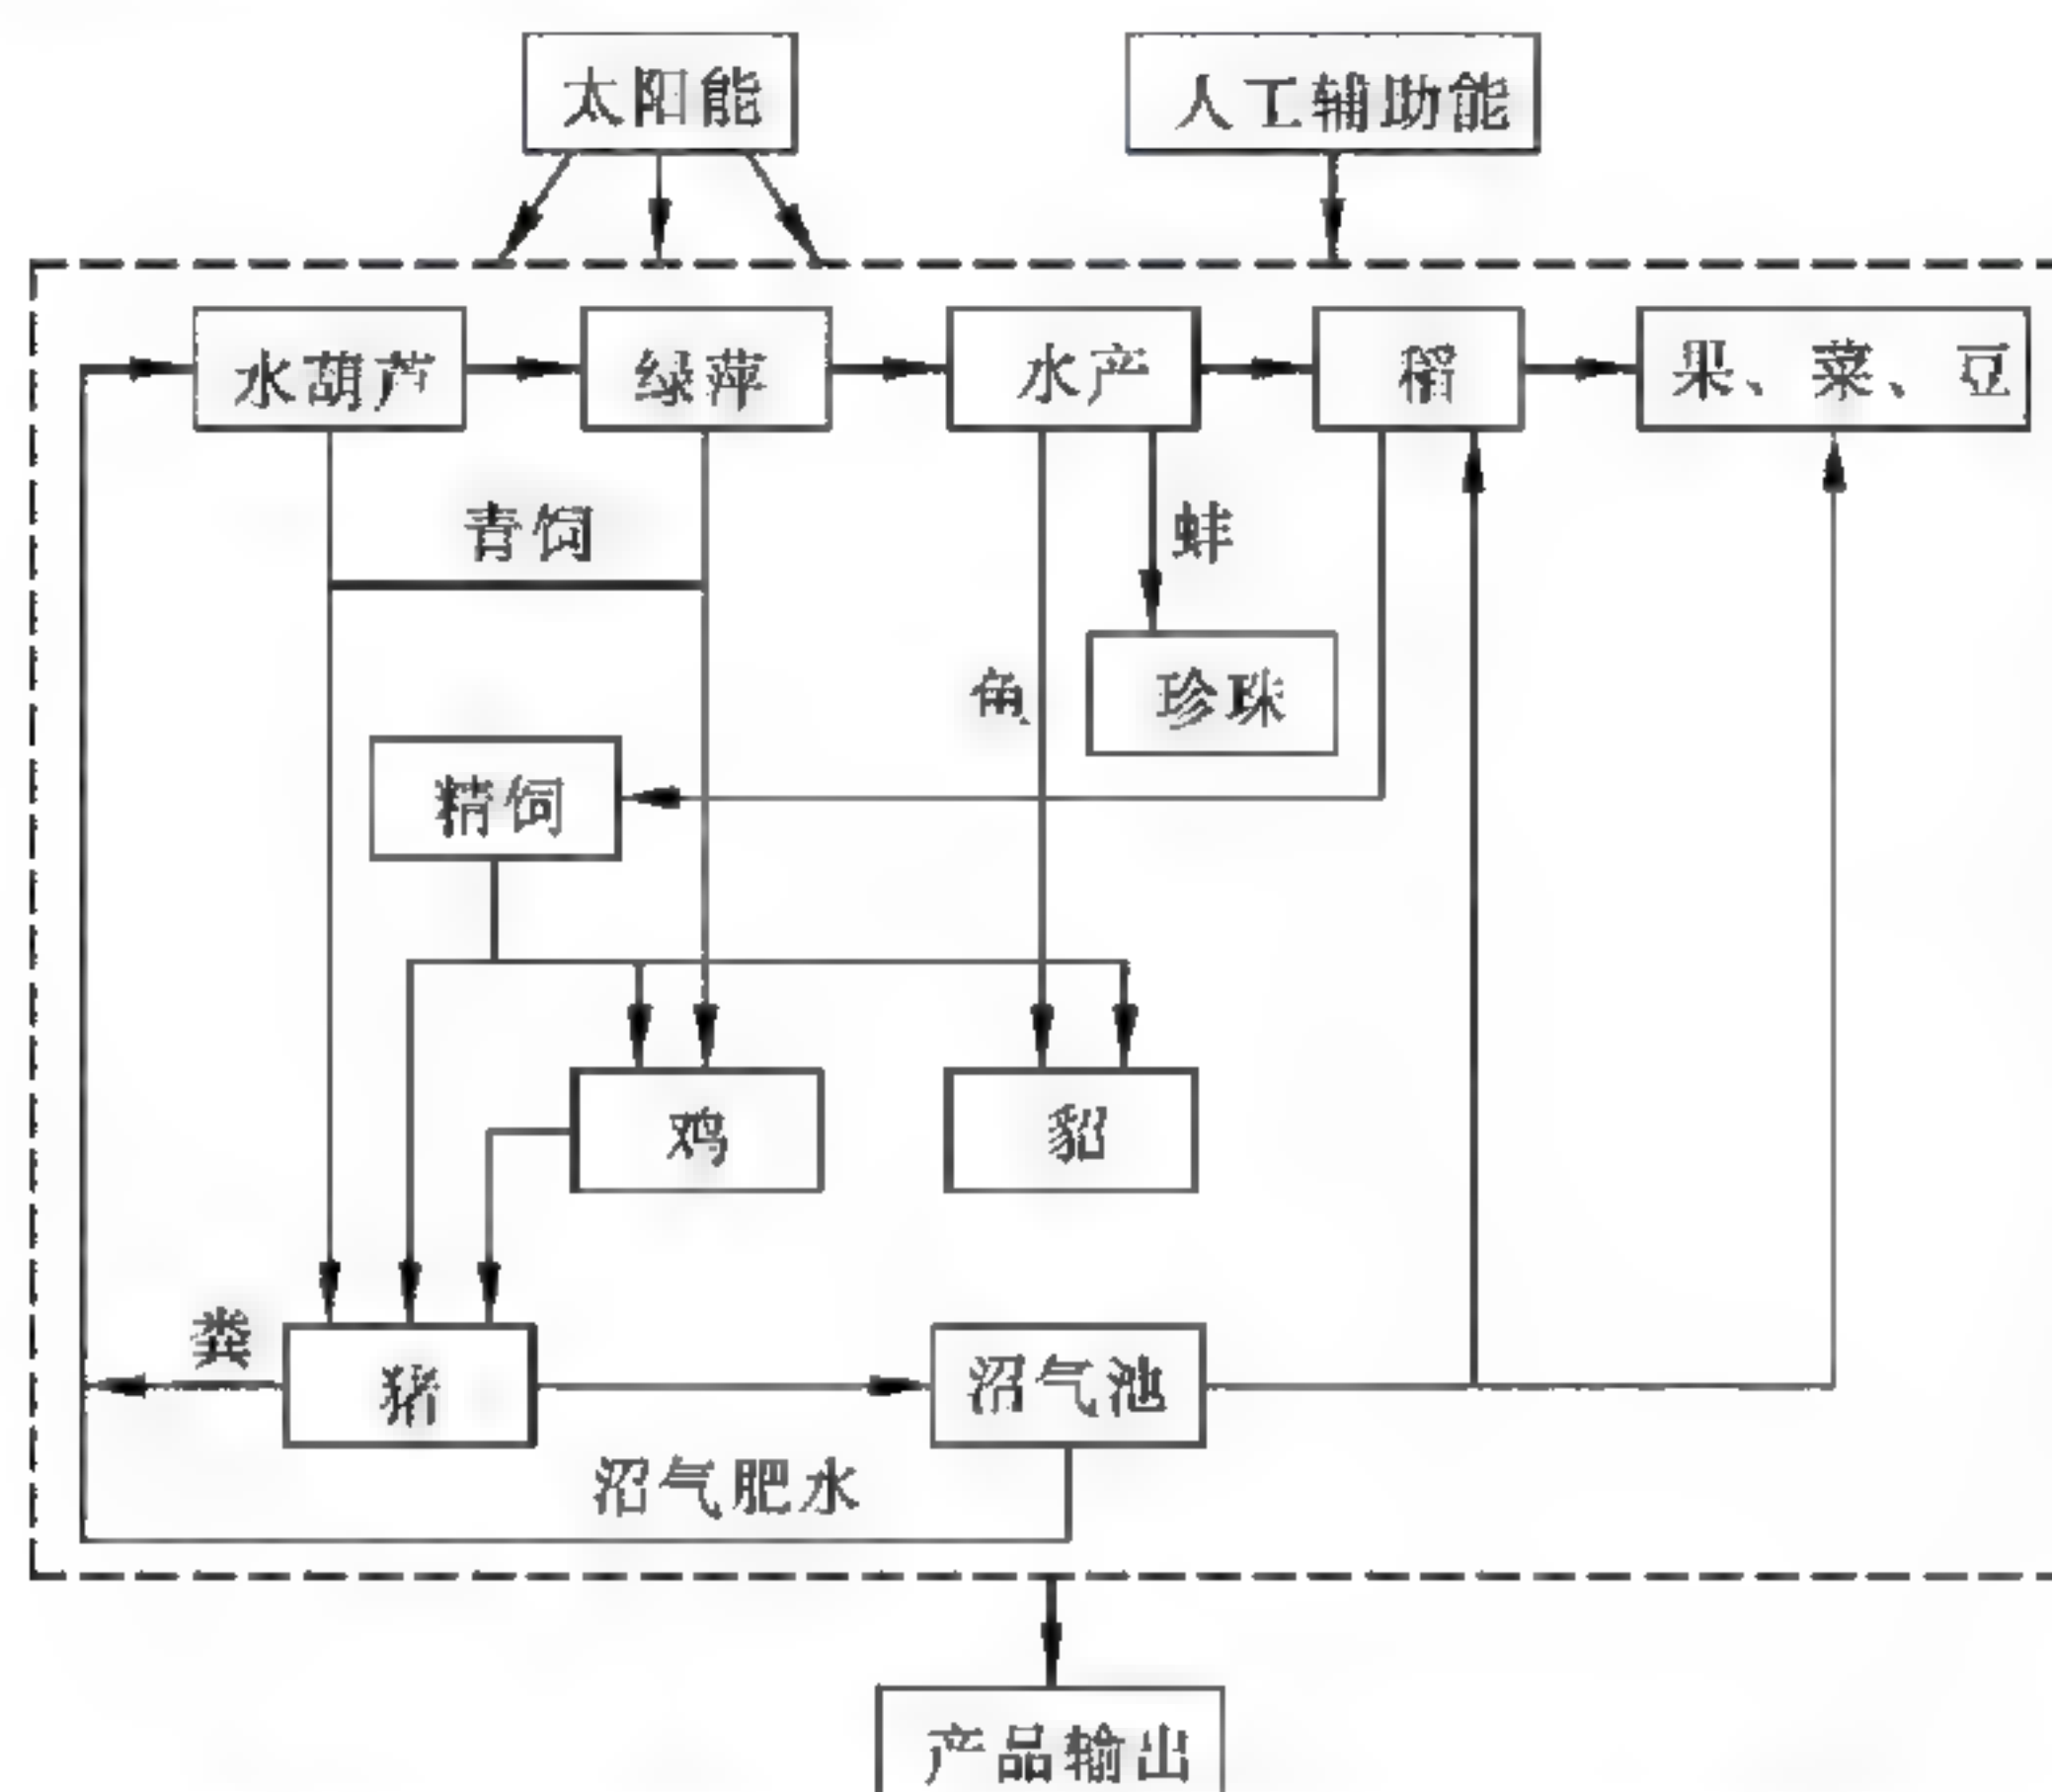 太阳能
人工辅助能
水葫芦
绿萍
水产
稻
果、菜、豆
青饲
蚌
鱼
珍珠
精饲
鸡
貂
粪
猪
沼气池
沼气肥水
产品输出